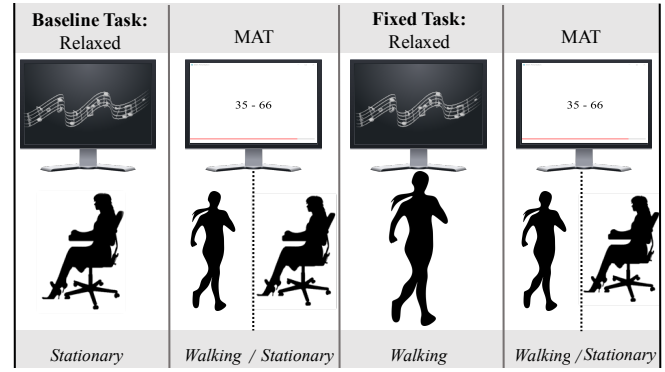 Baseline Task:
Relaxed
MAT
Fixed Task:
Relaxed
MAT
35 - 66
35 - 66
Stationary
Walking / Stationary
Walking
Walking / Stationary